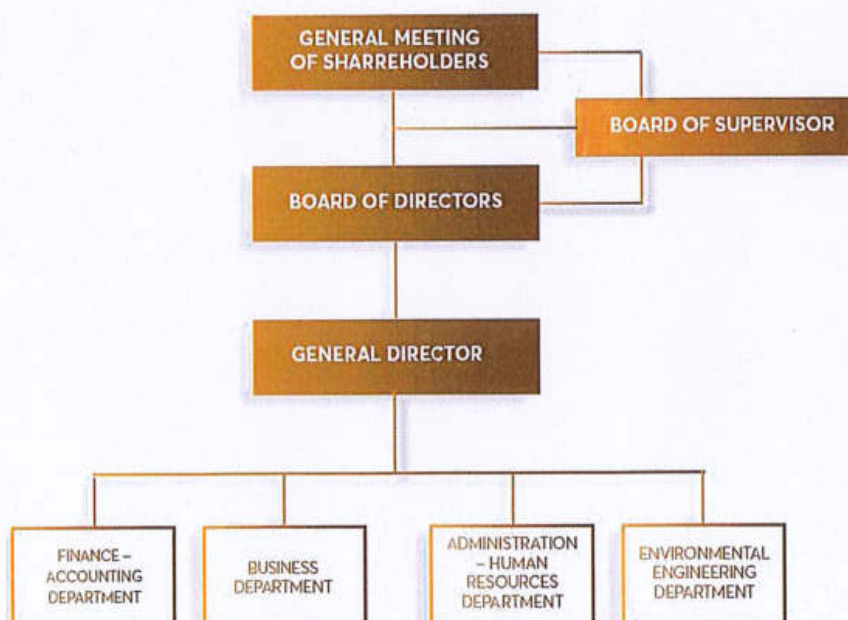 GENERAL MEETING
OF SHARREHOLDERS
BOARD OF SUPERVISOR
BOARD OF DIRECTORS
GENERAL DIRECTOR
FINANCE –
ACCOUNTING
DEPARTMENT
BUSINESS
DEPARTMENT
ADMINISTRATION
– HUMAN
RESOURCES
DEPARTMENT
ENVIRONMENTAL
ENGINEERING
DEPARTMENT